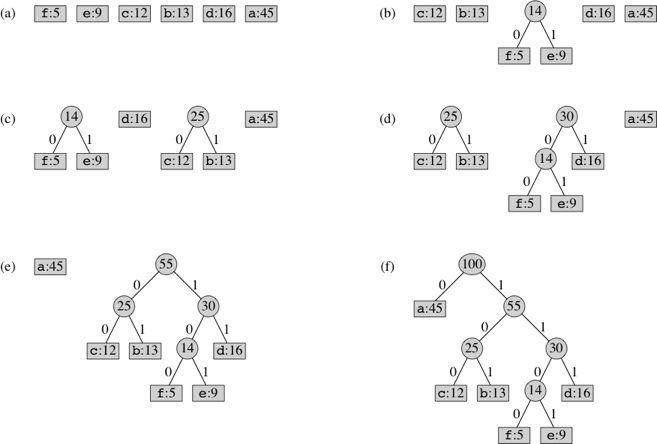 (a) f:5 e:9 c:12 b:13 d:16 a:45
(b) c:12 b:13 14 d:16 a:45
0 1
f:5 e:9
(c) 14 d:16 25 a:45
0 1 0 1
f:5 e:9 c:12 b:13
(d) 25 30 a:45
0 1 0 1
c:12 b:13 14 d:16
0 1
f:5 e:9
(e) a:45 55
0 1
25 30
0 1 0 1
c:12 b:13 14 d:16
0 1
f:5 e:9
(f) 100
0 1
a:45 55
0 1
25 30
0 1 0 1
c:12 b:13 14 d:16
0 1
f:5 e:9